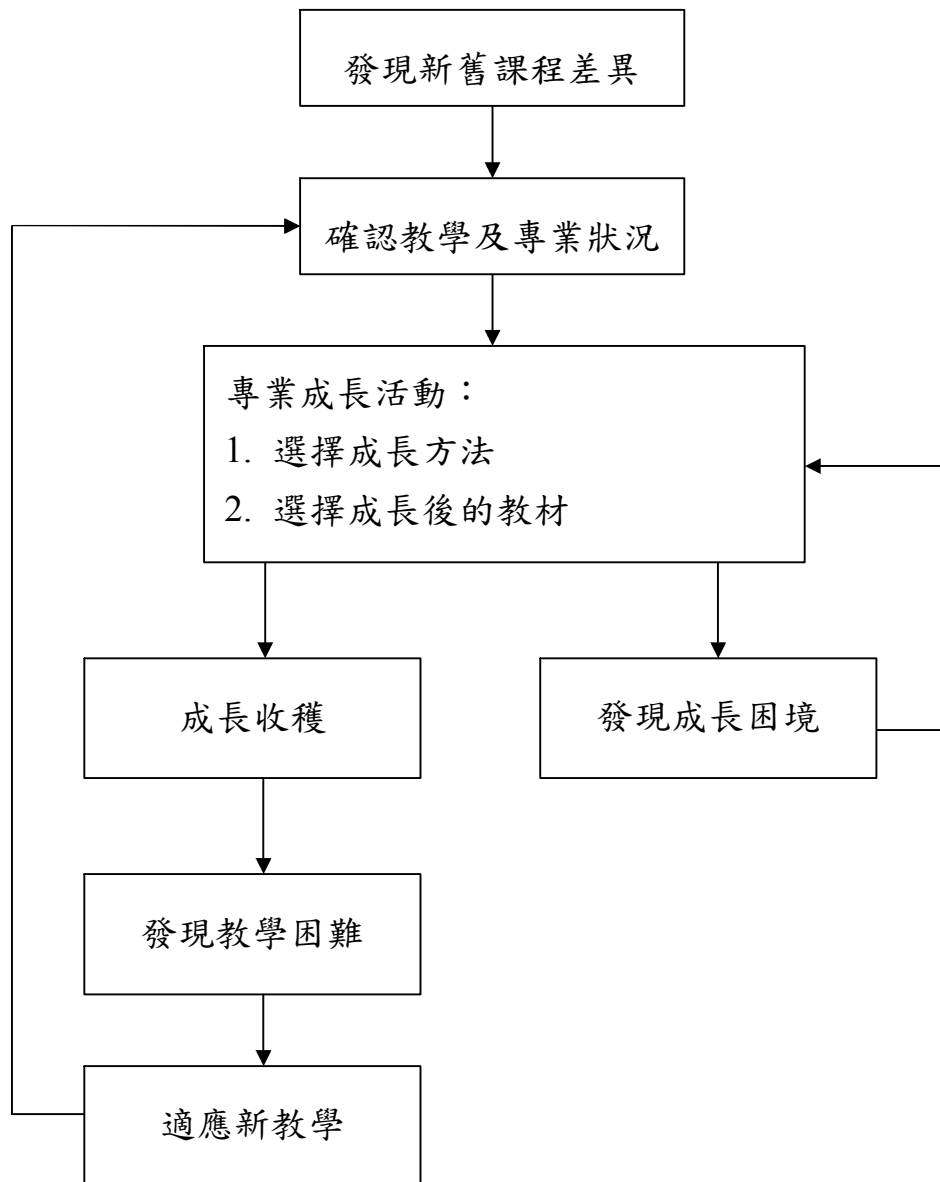 發現新舊課程差異
確認教學及專業狀況
專業成長活動：
1. 選擇成長方法
2. 選擇成長後的教材
成長收穫
發現成長困境
發現教學困難
適應新教學